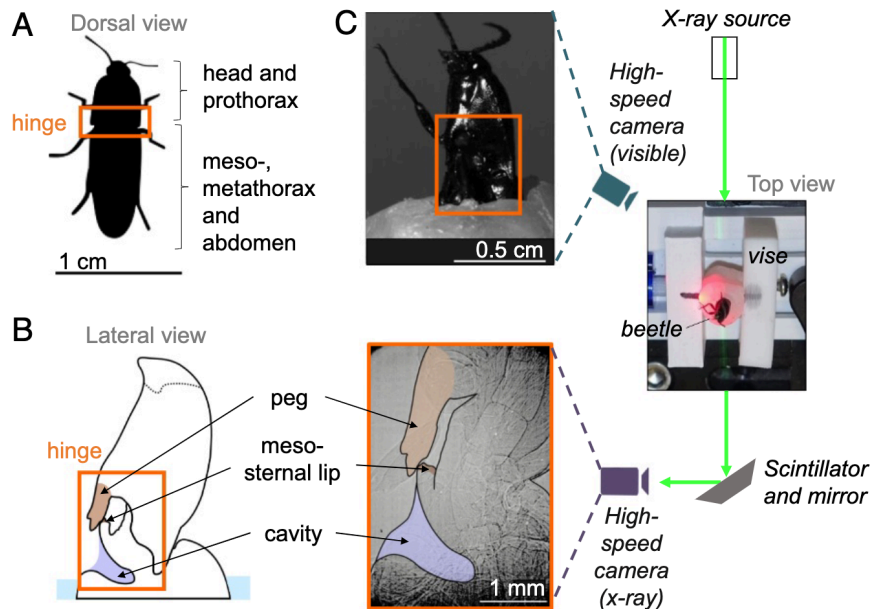 A
Dorsal view
head and
prothorax
hinge
meso-,
metathorax
and
abdomen
1 cm
B
Lateral view
hinge
peg
meso-
sternal lip
cavity
1 mm
C
0.5 cm
High-
speed
camera
(visible)
X-ray source
Top view
vise
beetle
Scintillator
and mirror
High-
speed
camera
(x-ray)